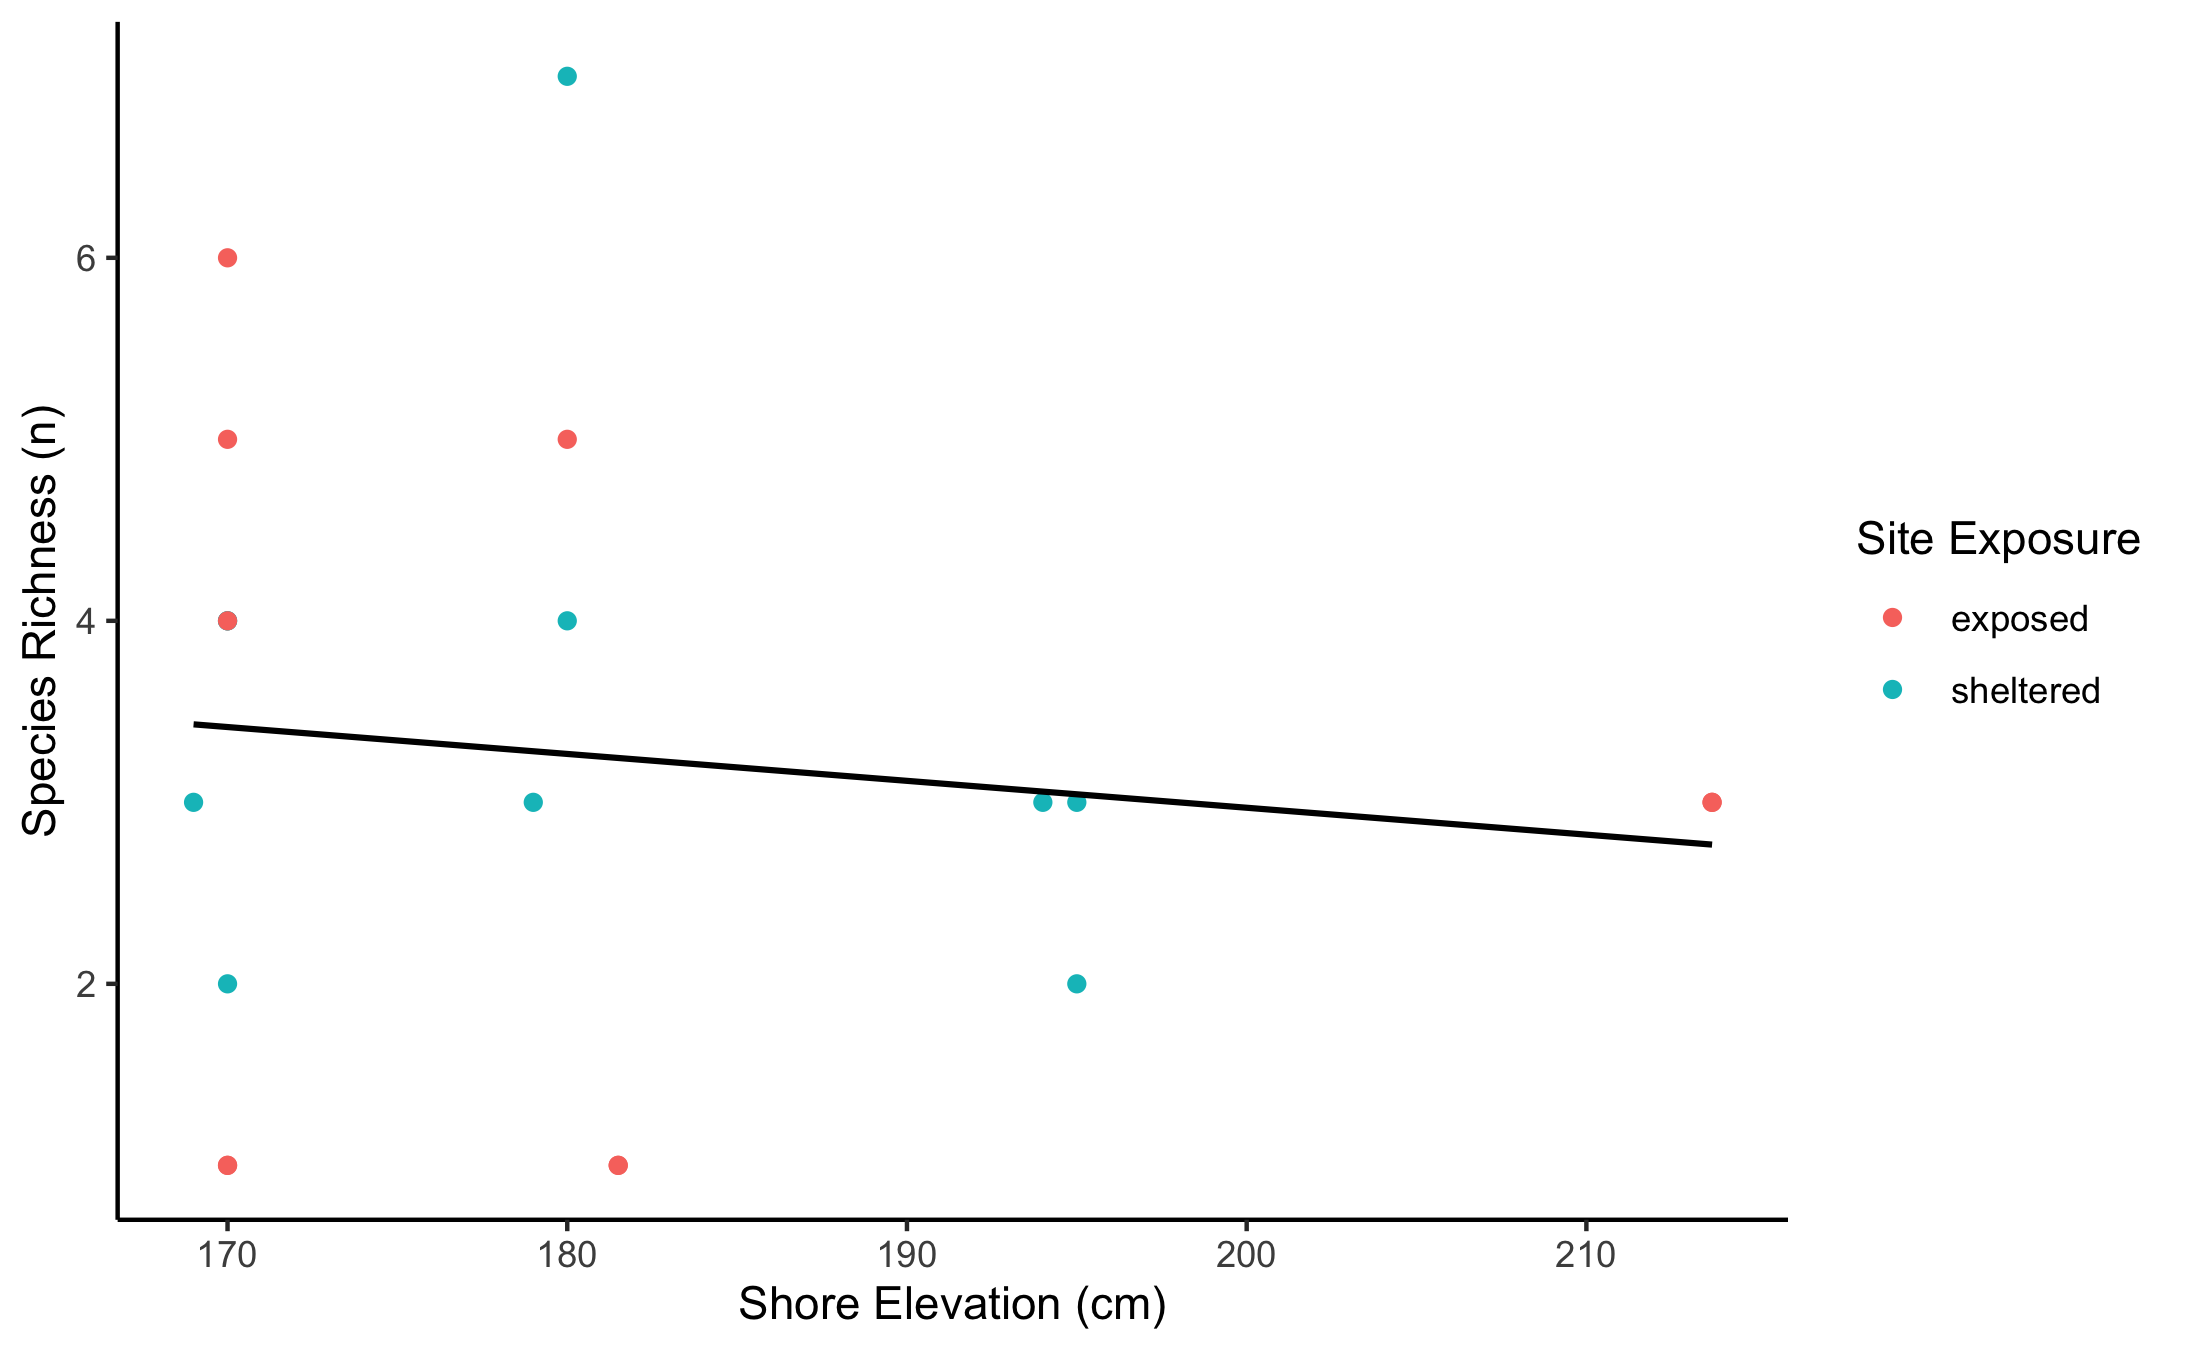 Species Richness (n)
6
4
2
170 180 190 200 210
Shore Elevation (cm)
Site Exposure
exposed
sheltered